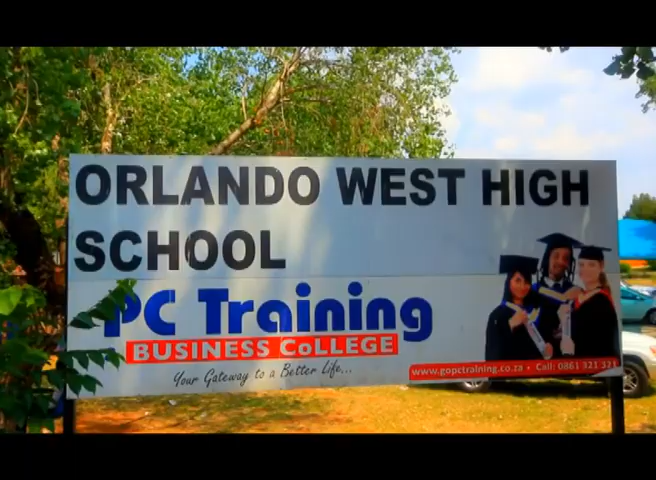 ORLANDO WEST HIGH
SCHOOL
PC Training
BUSINESS COLLEGE
Your Gateway to a Better Life...
www.gopctraining.co.za • Call: 0861 321 321